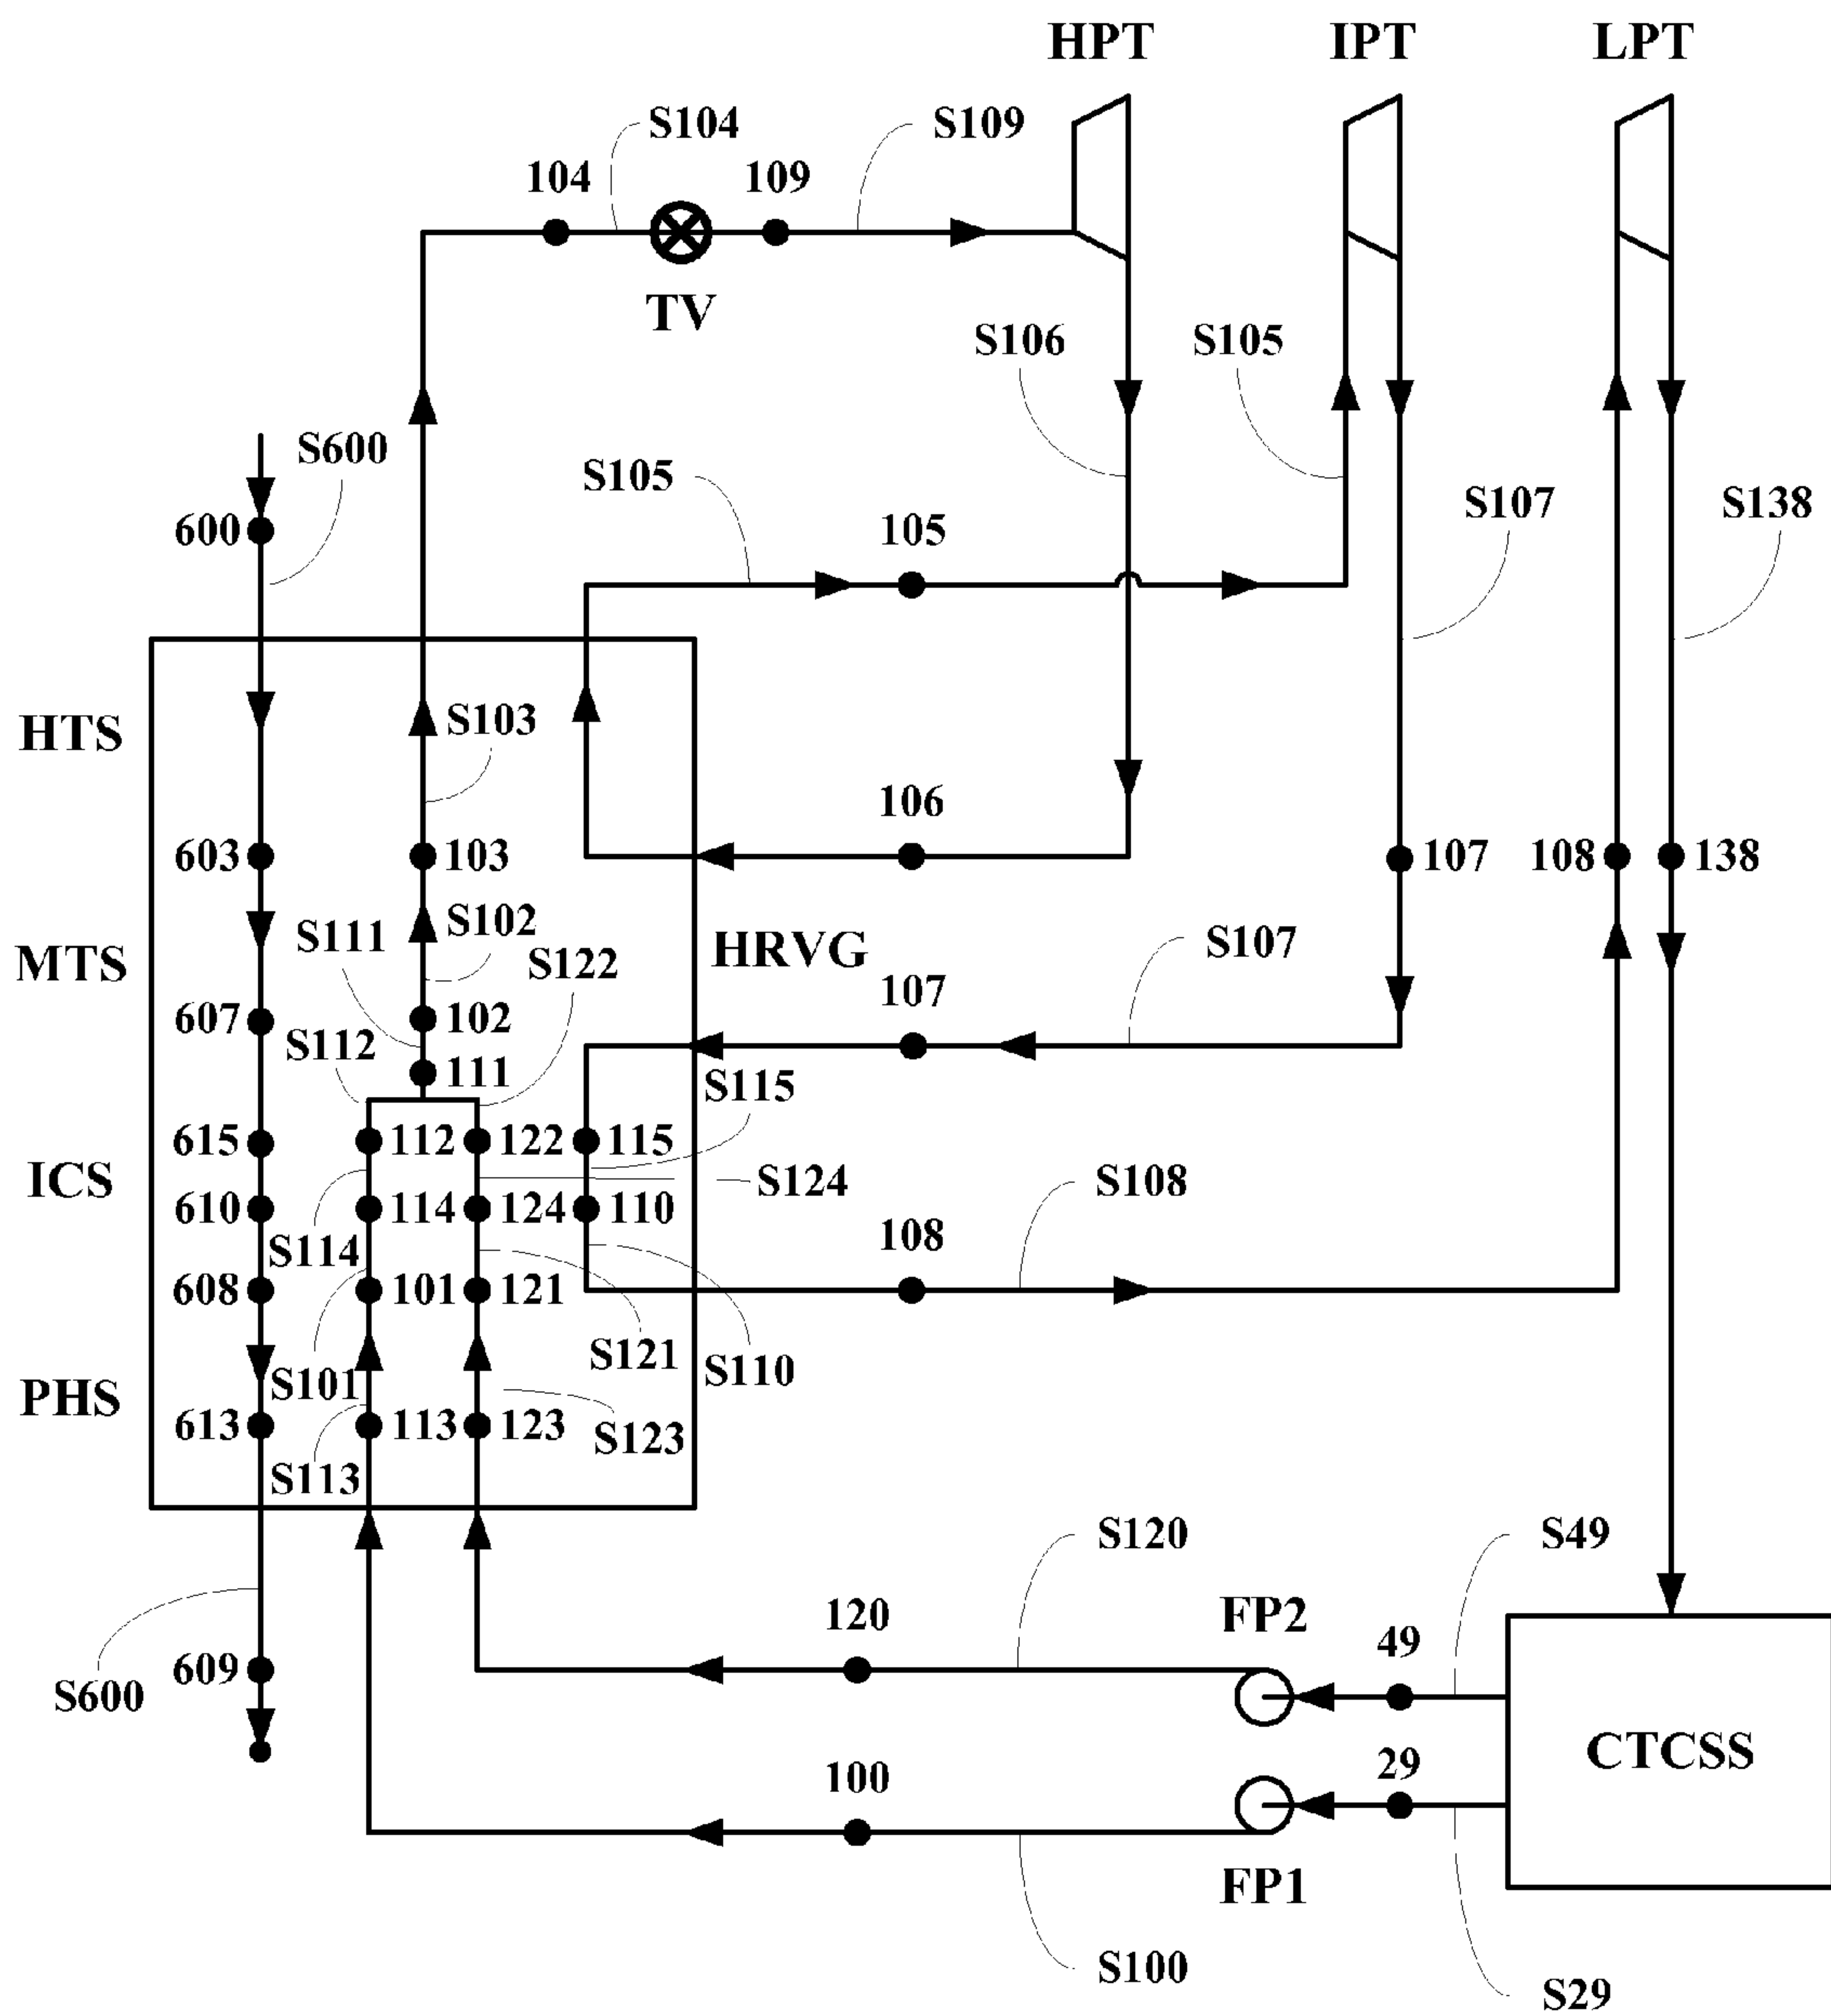 HPT IPT LPT
S104 S109
104 109
TV
S106 S105
S600
S105 S107 S138
600 105
HTS S103
106
603 103 107 108 138
S111 S102 HRVG S107
MTS S122
607 102 107
S112
111 S115
615 112 122 115
ICS S124 S108
610 114 124 110
S114 108
608 101 121
S121
S101 S110
PHS
613 113 123 S123
S113
S120 S49
120 FP2 49
609
S600
CTCSS
100 29
FP1
S100
S29